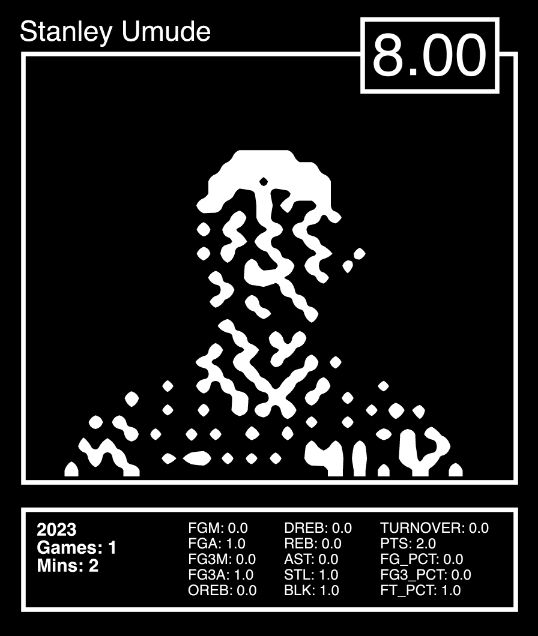 Stanley Umude
8.00
2023
Games: 1
Mins: 2
FGM: 0.0
FGA: 1.0
FG3M: 0.0
FG3A: 1.0
OREB: 0.0
DREB: 0.0
REB: 0.0
AST: 0.0
STL: 1.0
BLK: 1.0
TURNOVER: 0.0
PTS: 2.0
FG_PCT: 0.0
FG3_PCT: 0.0
FT_PCT: 1.0